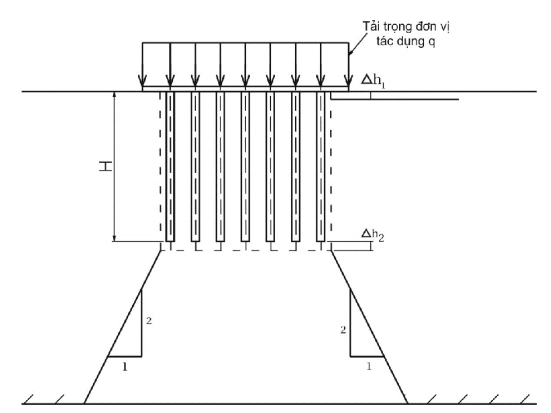 Tải trọng đơn vị
tác dụng q
Δh₁
H
Δh₂
2
1
2
1